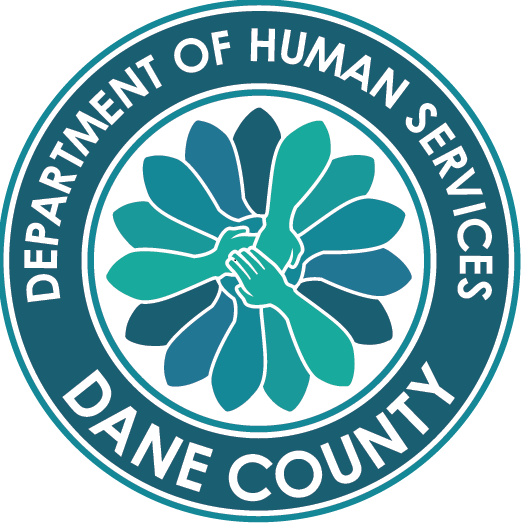 DEPARTMENT OF HUMAN SERVICES
DANE COUNTY